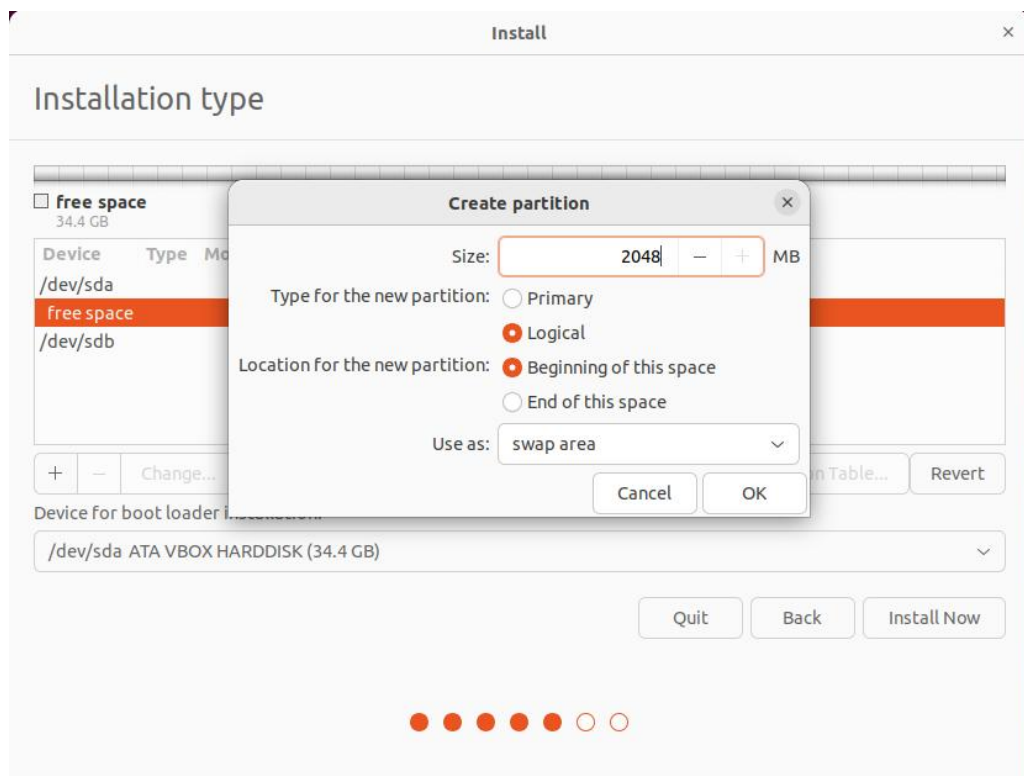 Install
Installation type
free space
34.4 GB
Create partition
Size: 2048 MB
Type for the new partition: Primary
Logical
Location for the new partition: Beginning of this space
End of this space
Use as: swap area
Cancel OK
Device Type
/dev/sda
free space
/dev/sdb
+ − Change... Table... Revert
Device for boot loader
/dev/sda ATA VBOX HARDDISK (34.4 GB)
Quit Back Install Now